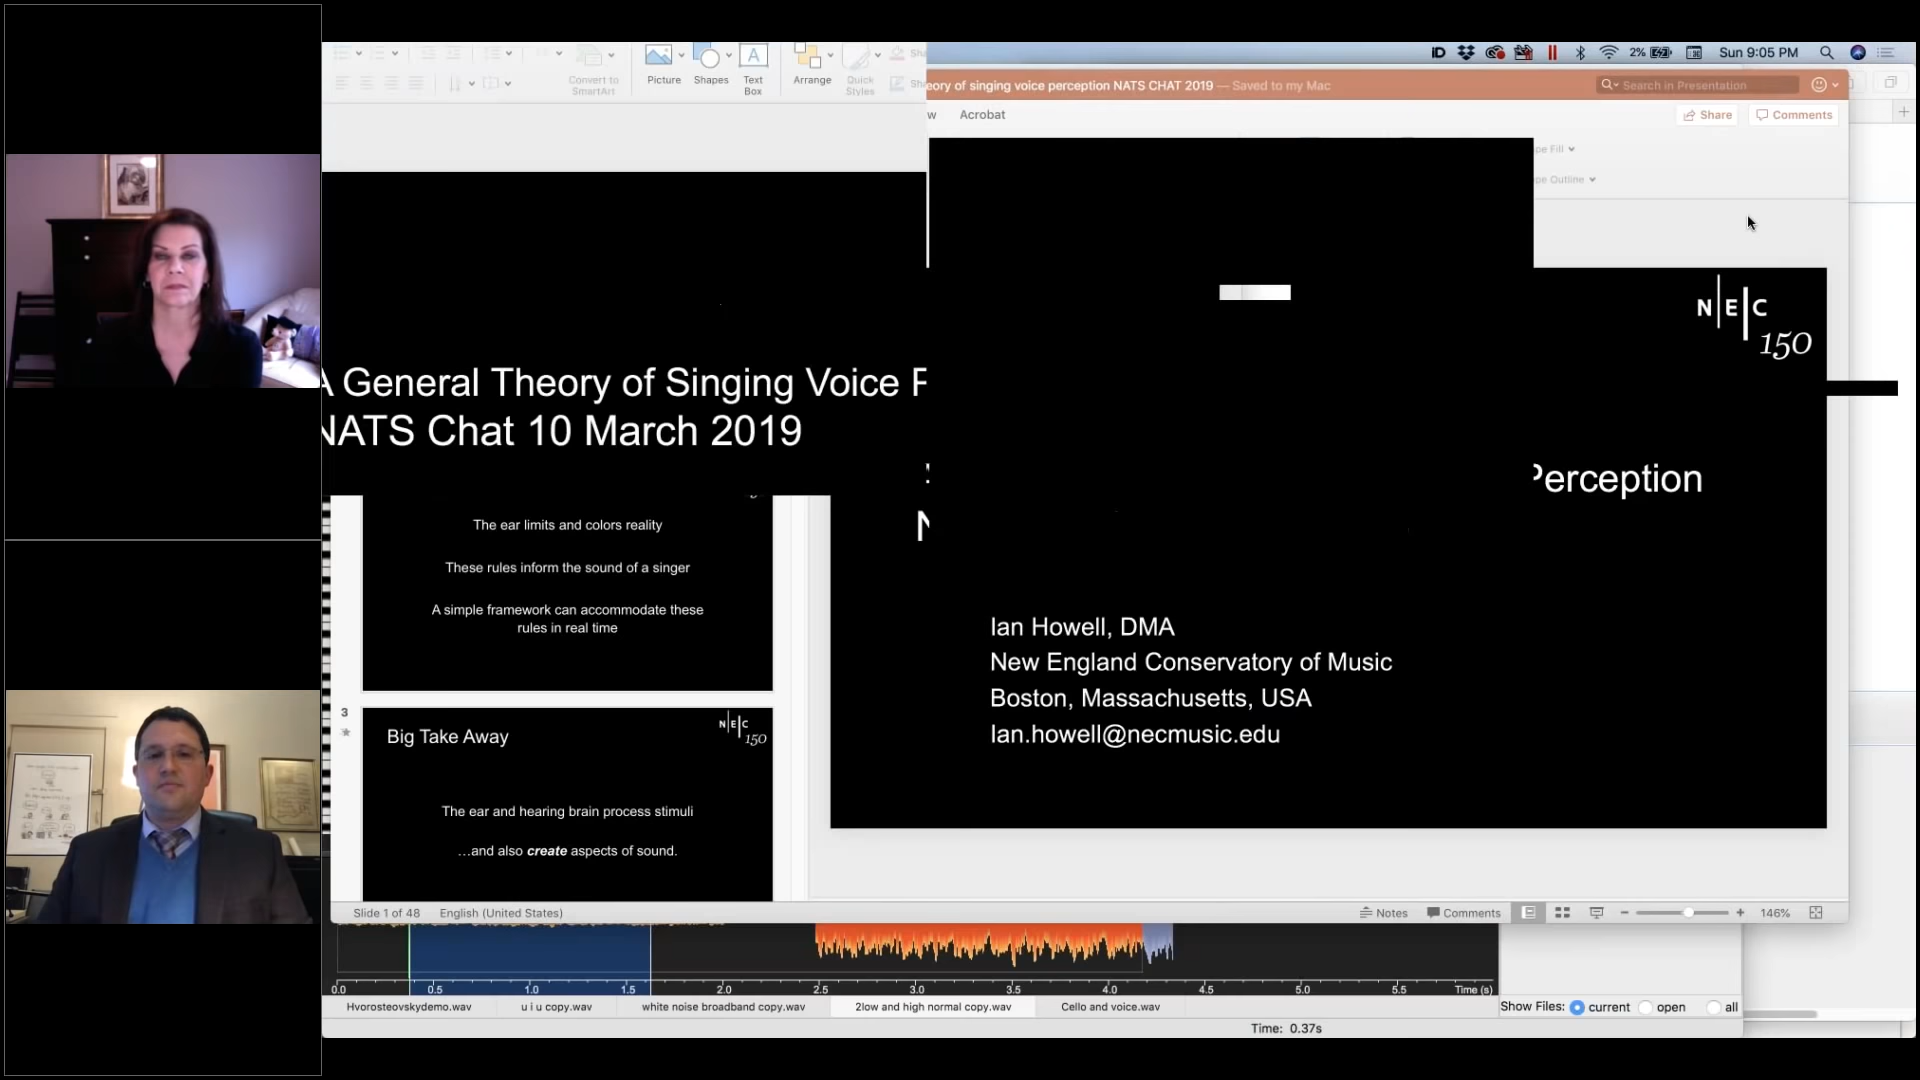 Sun 9:05 PM
2%
eory of singing voice perception NATS CHAT 2019 — Saved to my Mac
Search in Presentation
w Acrobat
Share
Comments
Convert to
SmartArt
Picture
Shapes
Text
Box
Arrange
Quick
Styles
Sha
Sh
pe Fill
pe Outline
N|E|C
150
A General Theory of Singing Voice P
NATS Chat 10 March 2019
N
Perception
Ian Howell, DMA
New England Conservatory of Music
Boston, Massachusetts, USA
Ian.howell@necmusic.edu
The ear limits and colors reality
These rules inform the sound of a singer
A simple framework can accommodate these
rules in real time
3
Big Take Away
N|E|C
150
The ear and hearing brain process stimuli
…and also create aspects of sound.
Slide 1 of 48
English (United States)
Notes
Comments
146%
0.0 0.5 1.0 1.5 2.0 2.5 3.0 3.5 4.0 4.5 5.0 5.5 Time (s)
Hvorosteovskydemo.wav
u i u copy.wav
white noise broadband copy.wav
2low and high normal copy.wav
Cello and voice.wav
Show Files: current open all
Time: 0.37s